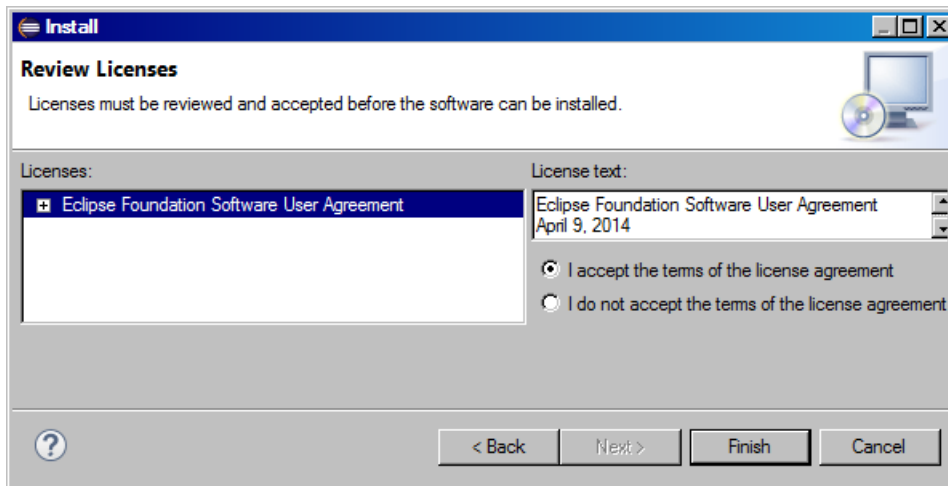 Install
Review Licenses
Licenses must be reviewed and accepted before the software can be installed.
Licenses:
Eclipse Foundation Software User Agreement
License text:
Eclipse Foundation Software User Agreement
April 9, 2014
I accept the terms of the license agreement
I do not accept the terms of the license agreement
? < Back Next > Finish Cancel